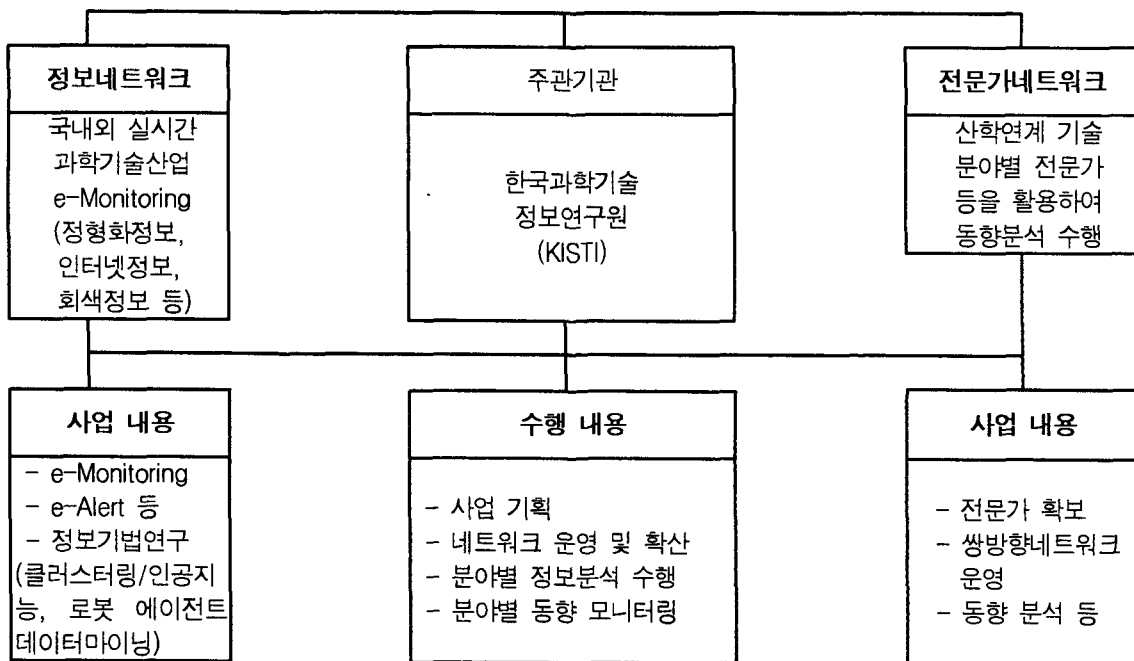 정보네트워크
국내외 실시간
과학기술산업
e-Monitoring
(정형화정보,
인터넷정보,
회색정보 등)
주관기관
한국과학기술
정보연구원
(KISTI)
전문가네트워크
산학연계 기술
분야별 전문가
등을 활용하여
동향분석 수행
사업 내용
- e-Monitoring
- e-Alert 등
- 정보기법연구
(클러스터링/인공지
능, 로봇 에이전트
데이터마이닝)
수행 내용
- 사업 기획
- 네트워크 운영 및 확산
- 분야별 정보분석 수행
- 분야별 동향 모니터링
사업 내용
- 전문가 확보
- 쌍방향네트워크
운영
- 동향 분석 등